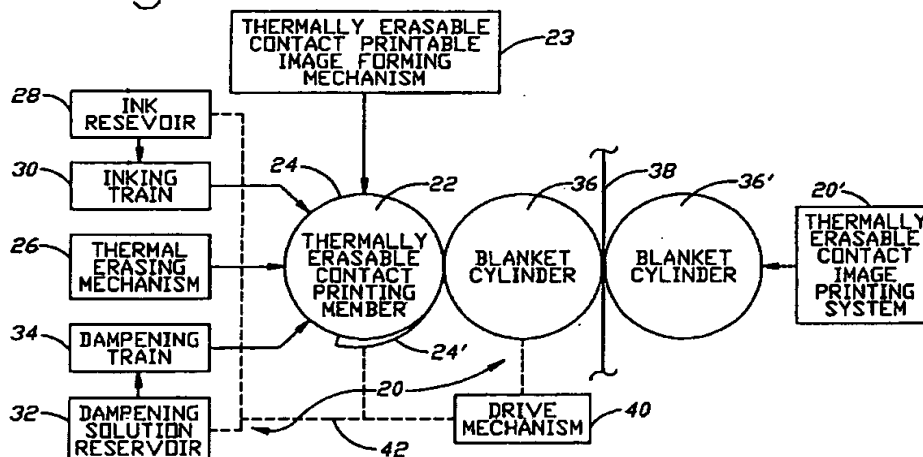 THERMALLY ERASABLE
CONTACT PRINTABLE
IMAGE FORMING
MECHANISM
23
28
INK
RESEVOIR
30
INKING
TRAIN
26
THERMAL
ERASING
MECHANISM
34
DAMPENING
TRAIN
32
DAMPENING
SOLUTION
RESERVOIR
24
22
THERMALLY
ERASABLE
CONTACT
PRINTING
MEMBER
24'
20
42
36
BLANKET
CYLINDER
38
36'
BLANKET
CYLINDER
DRIVE
MECHANISM
40
20'
THERMALLY
ERASABLE
CONTACT
IMAGE
PRINTING
SYSTEM